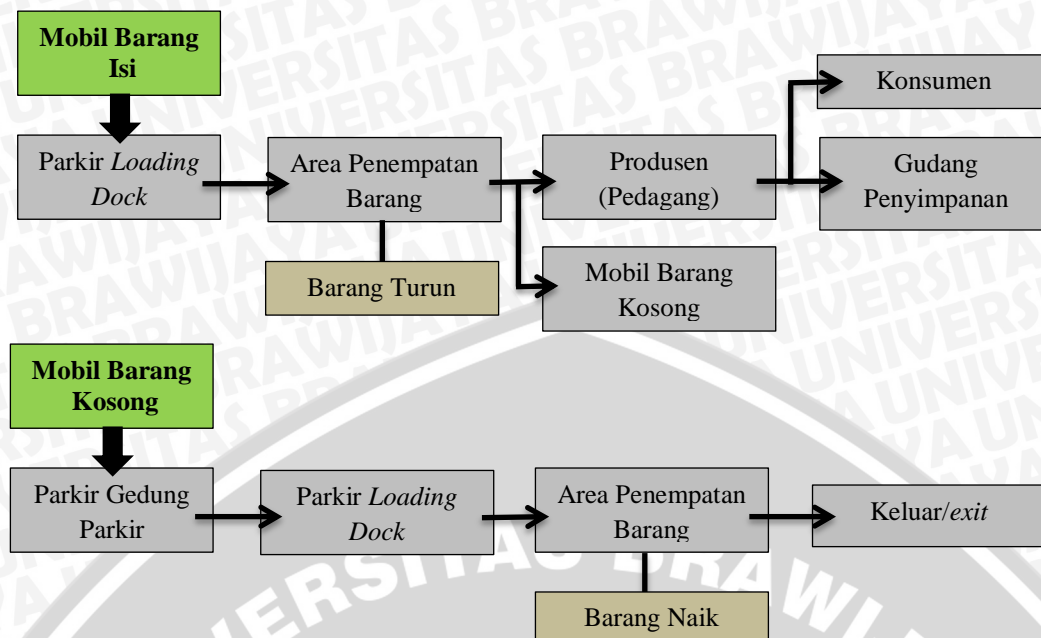 Mobil Barang
Isi
Parkir Loading
Dock
Area Penempatan
Barang
Barang Turun
Produsen
(Pedagang)
Mobil Barang
Kosong
Konsumen
Gudang
Penyimpanan
Mobil Barang
Kosong
Parkir Gedung
Parkir
Parkir Loading
Dock
Area Penempatan
Barang
Barang Naik
Keluar/exit